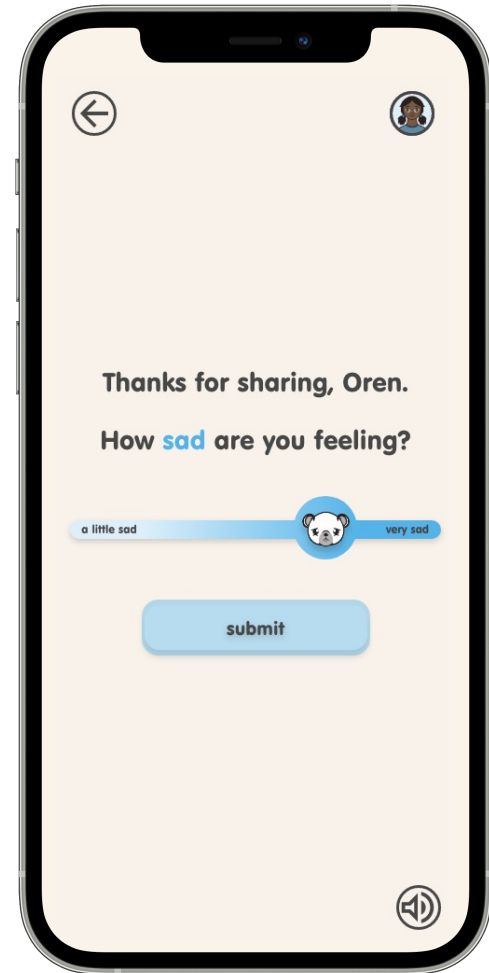 Thanks for sharing, Oren.
How sad are you feeling?
a little sad
very sad
submit